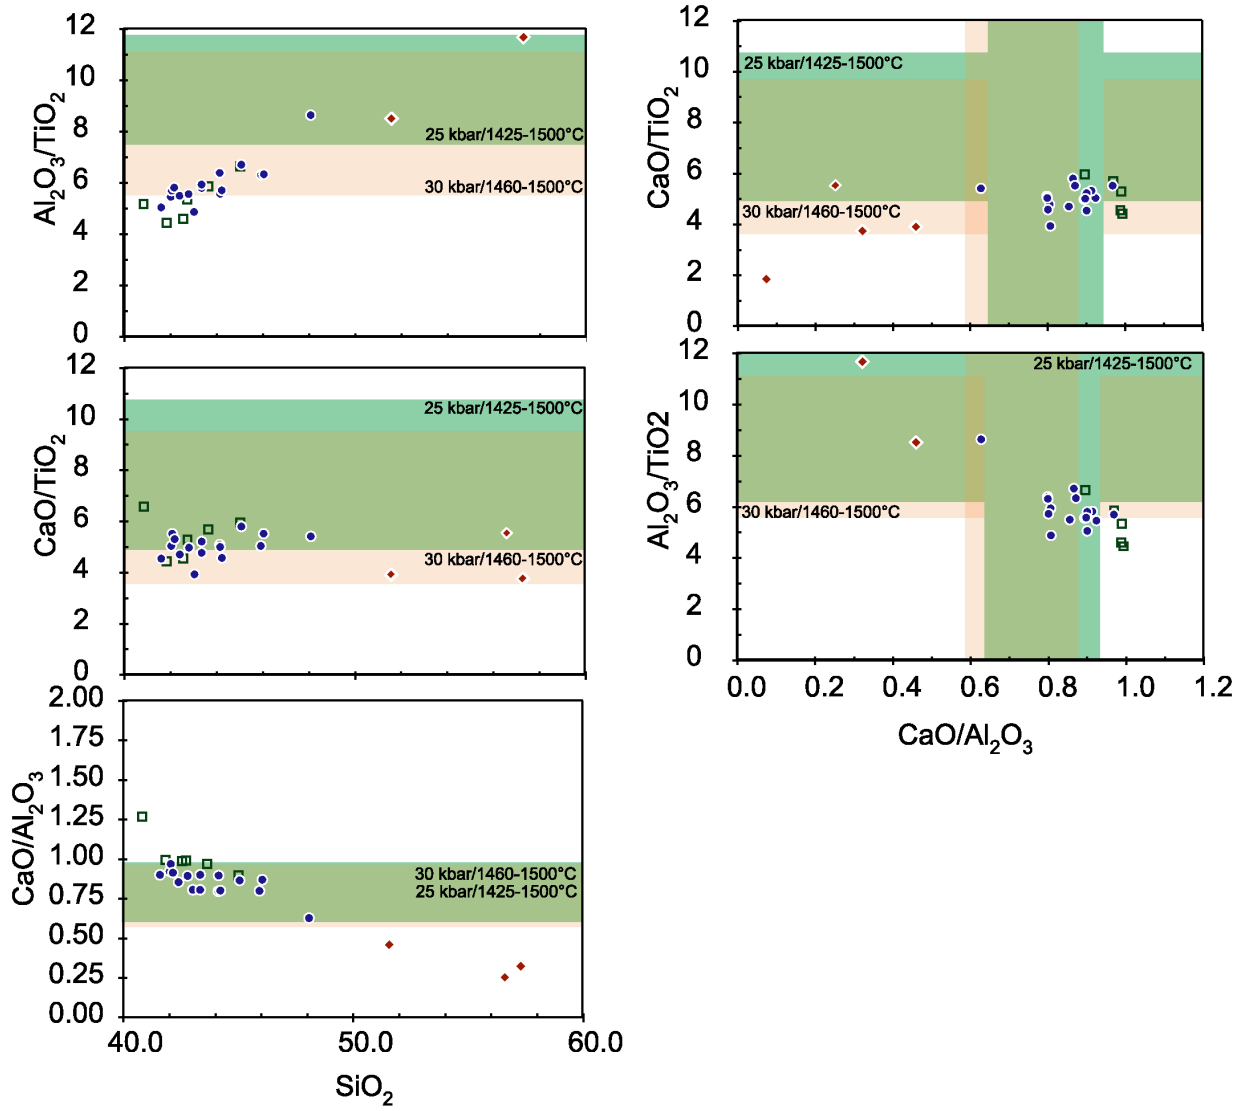 12
10
8
6
4
2
0
Al₂O₃/TiO₂
25 kbar/1425-1500°C
30 kbar/1460-1500°C
12
10
8
6
4
2
0
CaO/TiO₂
25 kbar/1425-1500°C
30 kbar/1460-1500°C
2.00
1.75
1.50
1.25
1.00
0.75
0.50
0.25
0.00
CaO/Al₂O₃
30 kbar/1460-1500°C
25 kbar/1425-1500°C
40.0 50.0 60.0
SiO₂
12
10
8
6
4
2
0
CaO/TiO₂
25 kbar/1425-1500°C
30 kbar/1460-1500°C
12
10
8
6
4
2
0
Al₂O₃/TiO2
25 kbar/1425-1500°C
30 kbar/1460-1500°C
0.0 0.2 0.4 0.6 0.8 1.0 1.2
CaO/Al₂O₃